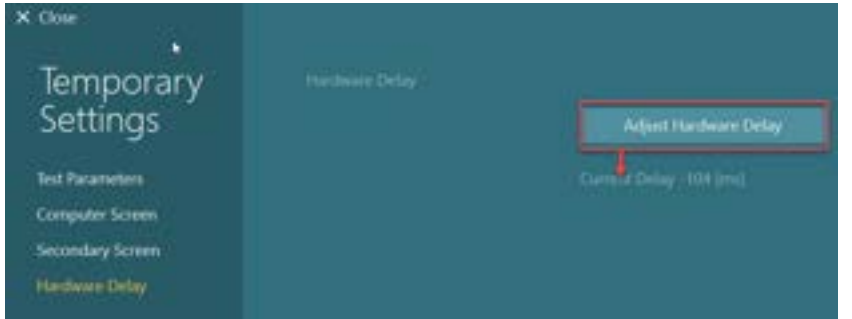 ✕ Close
Temporary
Settings
Test Parameters
Computer Screen
Secondary Screen
Hardware Delay
Hardware Delay
Adjust Hardware Delay
Current Delay -104 [ms]